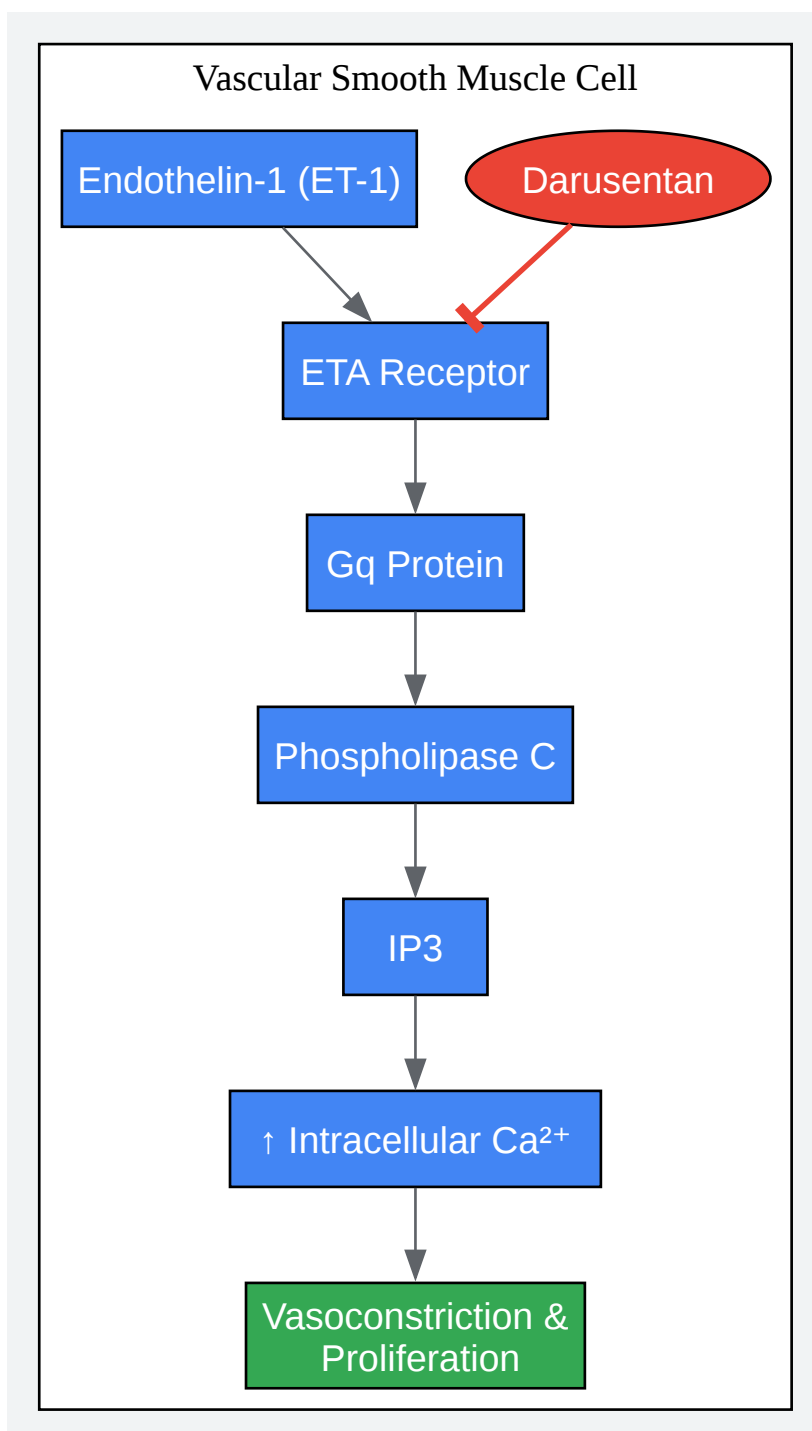 Vascular Smooth Muscle Cell
Endothelin-1 (ET-1)
Darusentan
ETA Receptor
Gq Protein
Phospholipase C
IP3
↑ Intracellular Ca²⁺
Vasoconstriction &
Proliferation